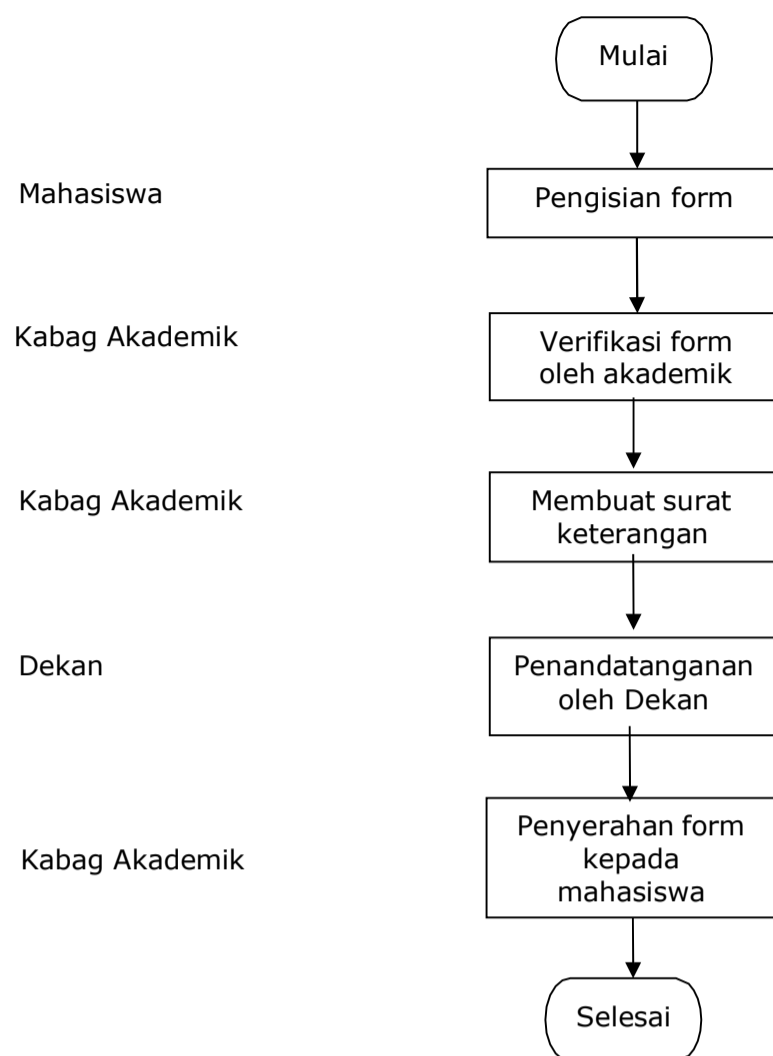 Mulai
Mahasiswa
Pengisian form
Kabag Akademik
Verifikasi form
oleh akademik
Kabag Akademik
Membuat surat
keterangan
Dekan
Penandatanganan
oleh Dekan
Kabag Akademik
Penyerahan form
kepada
mahasiswa
Selesai